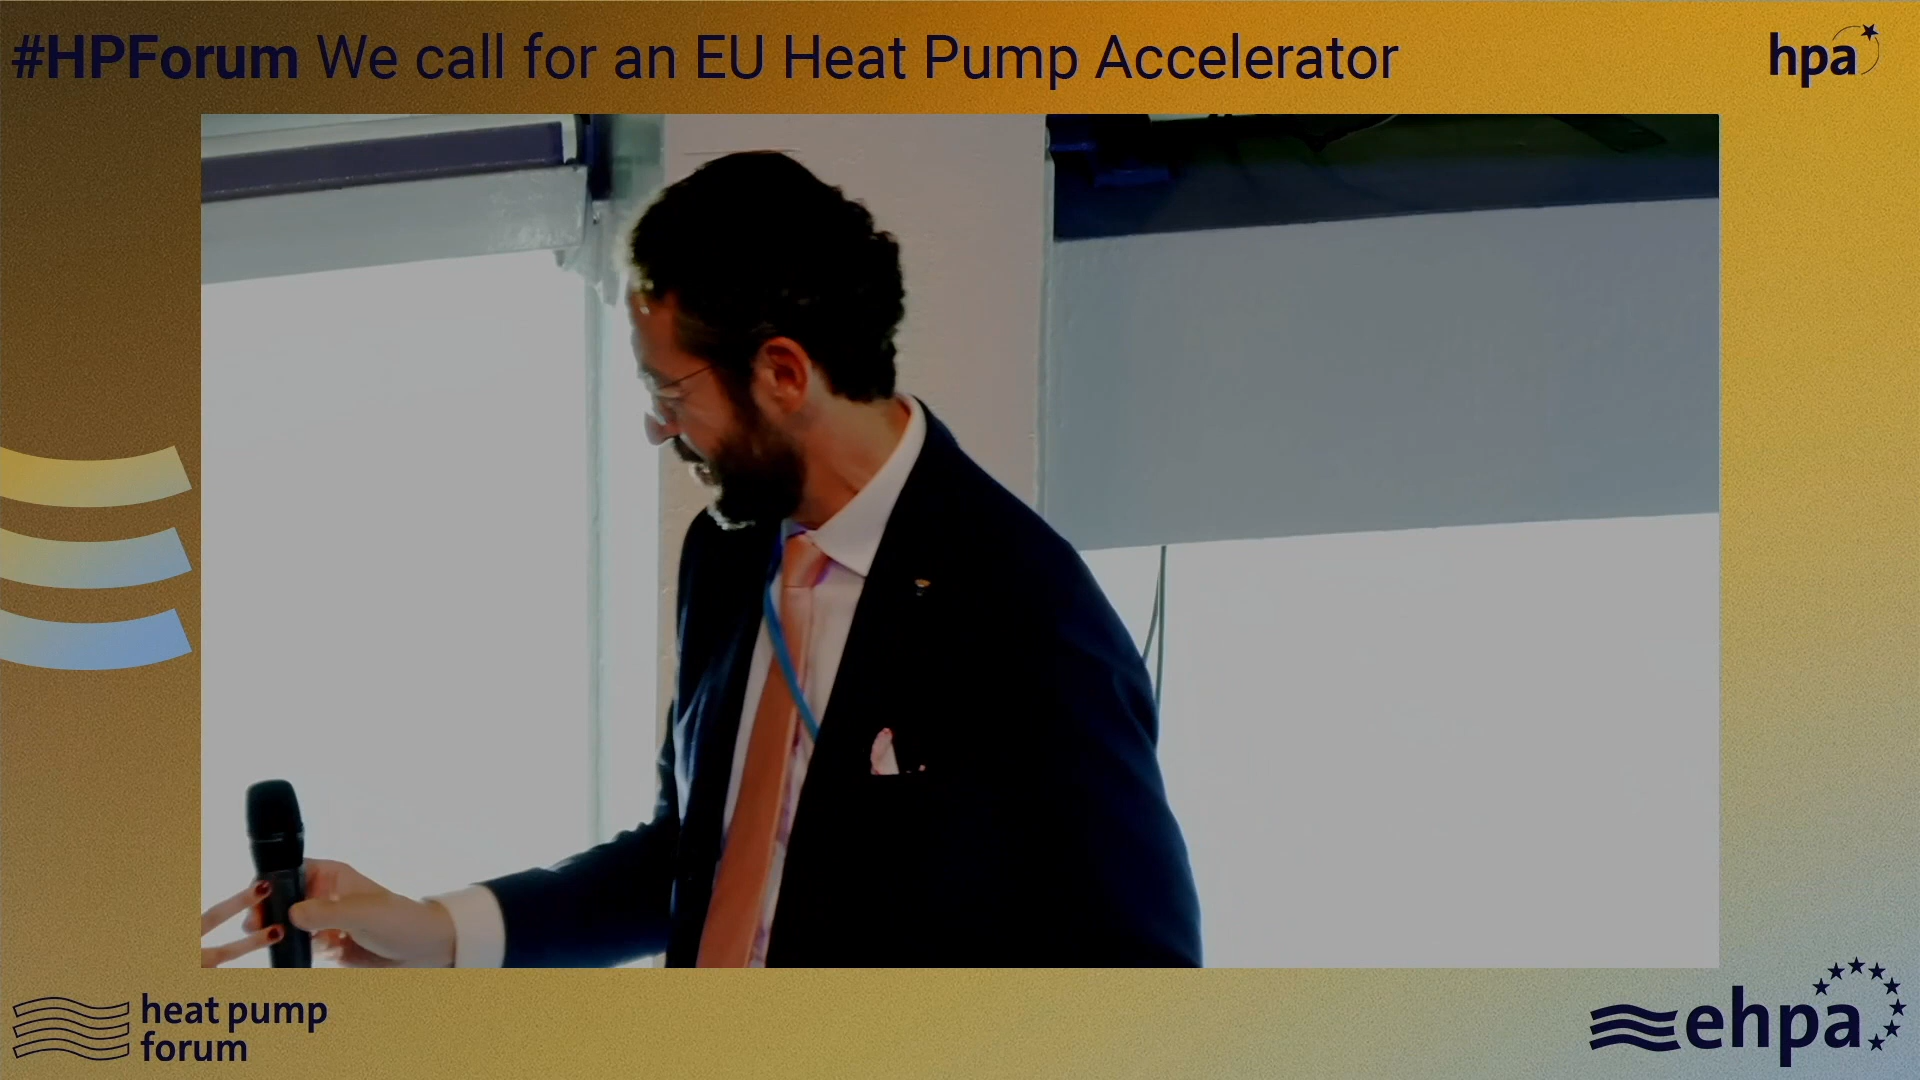 #HPForum We call for an EU Heat Pump Accelerator
hpa
heat pump
forum
ehpa